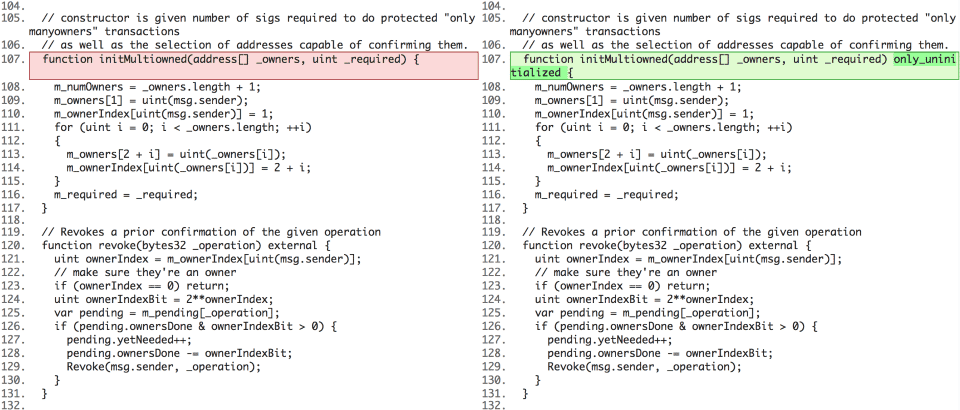 104.
105. // constructor is given number of sigs required to do protected "only
manyowners" transactions
106. // as well as the selection of addresses capable of confirming them.
107. function initMultiowned(address[] _owners, uint _required) {
108. m_numOwners = _owners.length + 1;
109. m_owners[1] = uint(msg.sender);
110. m_ownerIndex[uint(msg.sender)] = 1;
111. for (uint i = 0; i < _owners.length; ++i)
112. {
113. m_owners[2 + i] = uint(_owners[i]);
114. m_ownerIndex[uint(_owners[i])] = 2 + i;
115. }
116. m_required = _required;
117. }
118.
119. // Revokes a prior confirmation of the given operation
120. function revoke(bytes32 _operation) external {
121. uint ownerIndex = m_ownerIndex[uint(msg.sender)];
122. // make sure they're an owner
123. if (ownerIndex == 0) return;
124. uint ownerIndexBit = 2**ownerIndex;
125. var pending = m_pending[_operation];
126. if (pending.ownersDone & ownerIndexBit > 0) {
127. pending.yetNeeded++;
128. pending.ownersDone -= ownerIndexBit;
129. Revoke(msg.sender, _operation);
130. }
131. }
132.
104.
105. // constructor is given number of sigs required to do protected "only
manyowners" transactions
106. // as well as the selection of addresses capable of confirming them.
107. function initMultiowned(address[] _owners, uint _required) only_unini
tialized {
108. m_numOwners = _owners.length + 1;
109. m_owners[1] = uint(msg.sender);
110. m_ownerIndex[uint(msg.sender)] = 1;
111. for (uint i = 0; i < _owners.length; ++i)
112. {
113. m_owners[2 + i] = uint(_owners[i]);
114. m_ownerIndex[uint(_owners[i])] = 2 + i;
115. }
116. m_required = _required;
117. }
118.
119. // Revokes a prior confirmation of the given operation
120. function revoke(bytes32 _operation) external {
121. uint ownerIndex = m_ownerIndex[uint(msg.sender)];
122. // make sure they're an owner
123. if (ownerIndex == 0) return;
124. uint ownerIndexBit = 2**ownerIndex;
125. var pending = m_pending[_operation];
126. if (pending.ownersDone & ownerIndexBit > 0) {
127. pending.yetNeeded++;
128. pending.ownersDone -= ownerIndexBit;
129. Revoke(msg.sender, _operation);
130. }
131. }
132.